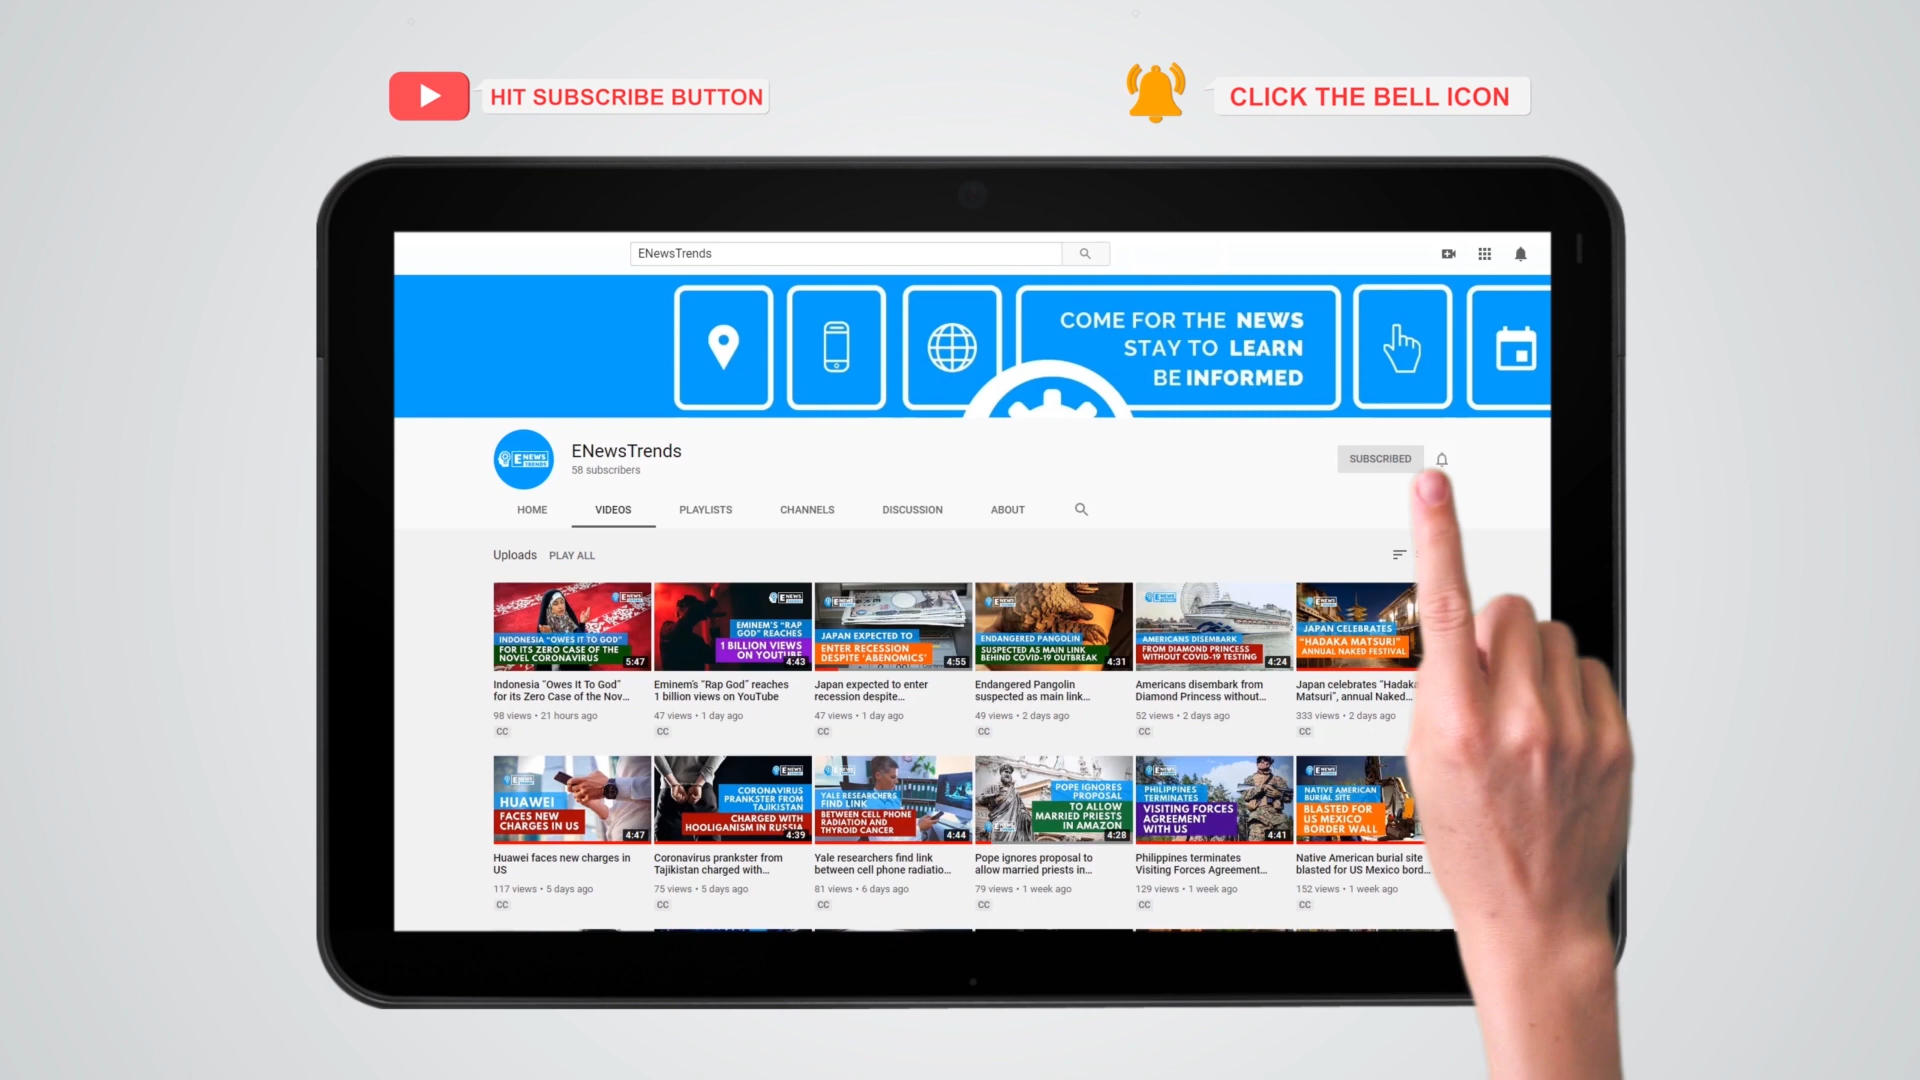 HIT SUBSCRIBE BUTTON
CLICK THE BELL ICON
ENewsTrends
COME FOR THE NEWS
STAY TO LEARN
BE INFORMED
E NEWS
TRENDS
ENewsTrends
58 subscribers
SUBSCRIBED
HOME VIDEOS PLAYLISTS CHANNELS DISCUSSION ABOUT
Uploads PLAY ALL
INDONESIA "OWES IT TO GOD"
FOR ITS ZERO CASE OF THE
NOVEL CORONAVIRUS
5:47
EMINEM'S "RAP
GOD" REACHES
1 BILLION VIEWS
ON YOUTUBE
4:43
JAPAN EXPECTED TO
ENTER RECESSION
DESPITE 'ABENOMICS'
4:55
ENDANGERED PANGOLIN
SUSPECTED AS MAIN LINK
BEHIND COVID-19 OUTBREAK
4:31
AMERICANS DISEMBARK
FROM DIAMOND PRINCESS
WITHOUT COVID-19 TESTING
4:24
JAPAN CELEBRATES
"HADAKA MATSURI"
ANNUAL NAKED FESTIVAL
Indonesia "Owes It To God"
for its Zero Case of the Nov...
98 views • 21 hours ago
CC
Eminem's "Rap God" reaches
1 billion views on YouTube
47 views • 1 day ago
CC
Japan expected to enter
recession despite...
47 views • 1 day ago
CC
Endangered Pangolin
suspected as main link...
49 views • 2 days ago
CC
Americans disembark from
Diamond Princess without...
52 views • 2 days ago
CC
Japan celebrates "Hadaka
Matsuri", annual Naked...
333 views • 2 days ago
CC
HUAWEI
FACES NEW
CHARGES IN US
4:47
CORONAVIRUS
PRANKSTER FROM
TAJIKISTAN
CHARGED WITH
HOOLIGANISM IN RUSSIA
4:39
YALE RESEARCHERS
FIND LINK
BETWEEN CELL PHONE
RADIATION AND
THYROID CANCER
4:44
POPE IGNORES
PROPOSAL
TO ALLOW
MARRIED PRIESTS
IN AMAZON
4:28
PHILIPPINES
TERMINATES
VISITING FORCES
AGREEMENT
WITH US
4:41
NATIVE AMERICAN
BURIAL SITE
BLASTED FOR
US MEXICO
BORDER WALL
Huawei faces new charges in
US
117 views • 5 days ago
CC
Coronavirus prankster from
Tajikistan charged with...
75 views • 5 days ago
CC
Yale researchers find link
between cell phone radiatio...
81 views • 6 days ago
CC
Pope ignores proposal to
allow married priests in...
79 views • 1 week ago
CC
Philippines terminates
Visiting Forces Agreement...
129 views • 1 week ago
CC
Native American burial site
blasted for US Mexico bord...
152 views • 1 week ago
CC